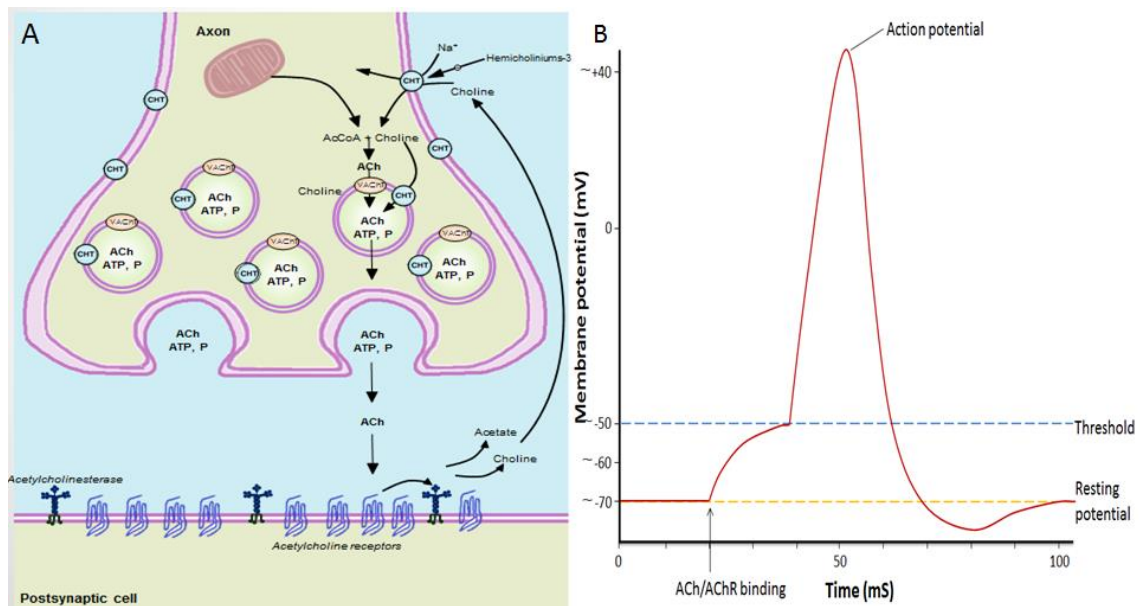 A
Axon
Na⁺
Hemicholiniums-3
CHT
Choline
CHT
AcCoA + Choline
CHT
CHT
ACh
VAChT
Choline
VAChT
CHT
CHT
ACh
ATP, P
ACh
ATP, P
VAChT
VAChT
VAChT
CHT
ACh
ATP, P
CHT
ACh
ATP, P
CHT
ACh
ATP, P
ACh
ATP, P
ACh
ATP, P
ACh
Acetate
Choline
Acetylcholinesterase
Acetylcholine receptors
Postsynaptic cell
B
Action potential
~+40
Membrane potential (mV)
0
~-50
Threshold
~-60
~-70
Resting
potential
0
50
100
ACh/AChR binding
Time (mS)